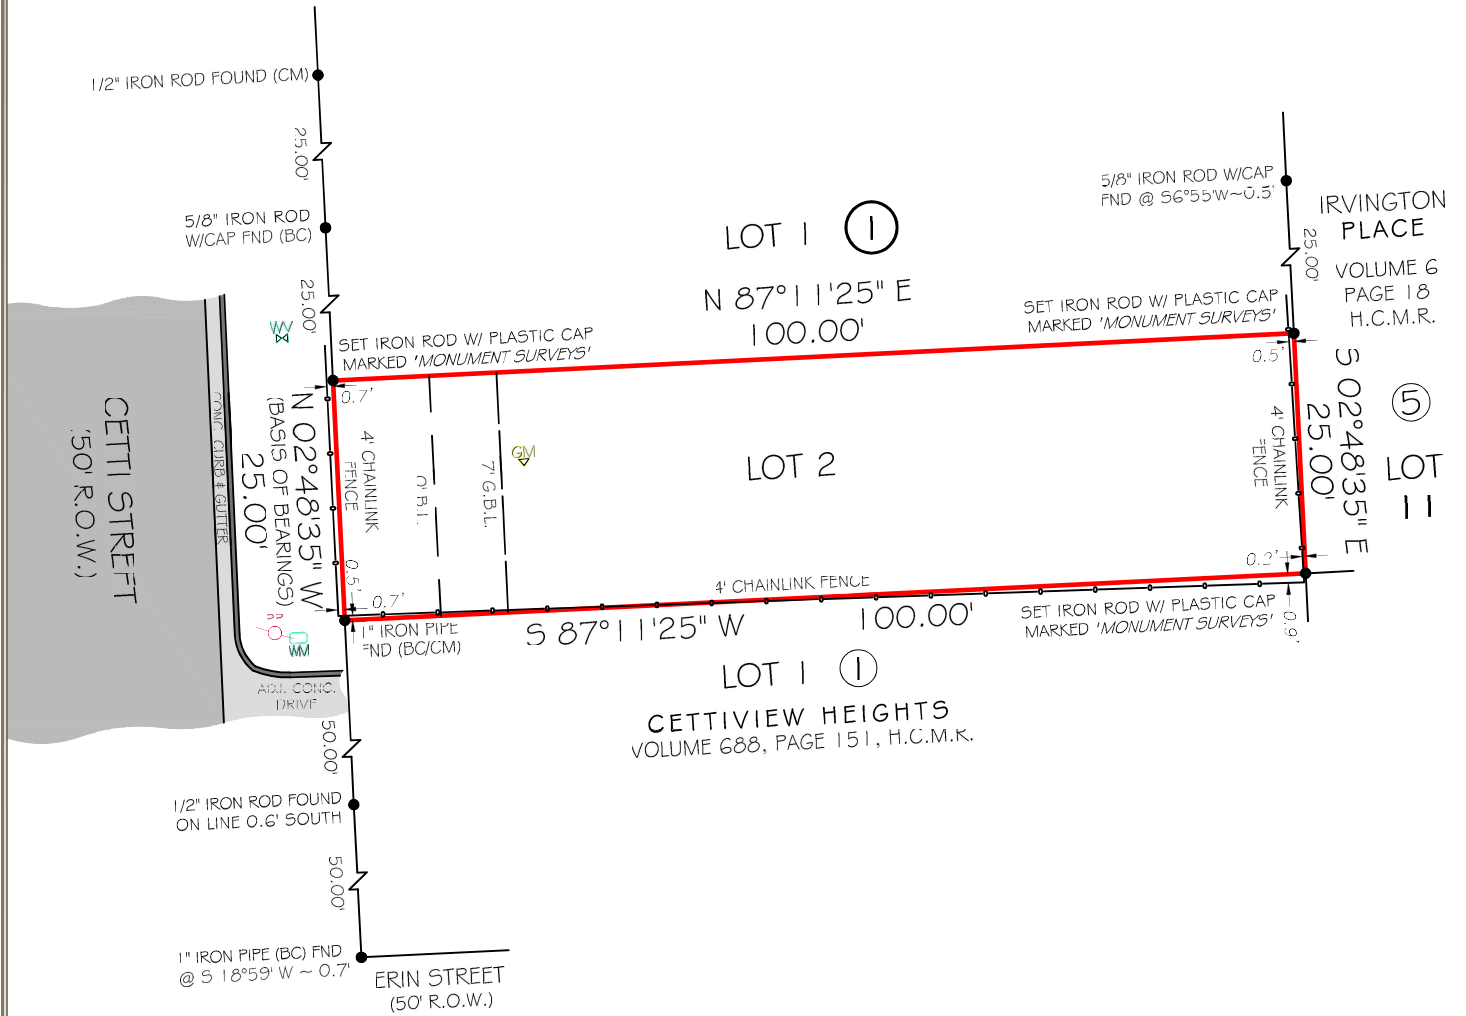 1/2" IRON ROD FOUND (CM)
25.00'
5/8" IRON ROD
W/CAP FND (BC)
25.00'
5/8" IRON ROD W/CAP
FND @ S6°55'W~0.5'
25.00'
IRVINGTON
PLACE
VOLUME 6
PAGE 18
H.C.M.R.
LOT 1 1
N 87°11'25" E
100.00'
SET IRON ROD W/ PLASTIC CAP
MARKED 'MONUMENT SURVEYS'
SET IRON ROD W/ PLASTIC CAP
MARKED 'MONUMENT SURVEYS'
WV
0.7'
0.5'
CETTI STREET
50' R.O.W.)
CONC. CURB & GUTTER
N 02°48'35" W
(BASIS OF BEARINGS)
25.00'
4' CHAINLINK
FENCE
B.L.
7' G.B.L.
GM
LOT 2
4' CHAINLINK
FENCE
S 02°48'35" E
25.00'
5
LOT
11
0.5'
0.7'
0.2'
4' CHAINLINK FENCE
WM
1" IRON PIPE
FND (BC/CM)
S 87°11'25" W
100.00'
SET IRON ROD W/ PLASTIC CAP
MARKED 'MONUMENT SURVEYS'
0.9'
ADJ. CONC.
DRIVE
LOT 1 1
CETTIVIEW HEIGHTS
VOLUME 688, PAGE 151, H.C.M.R.
50.00'
1/2" IRON ROD FOUND
ON LINE 0.6' SOUTH
50.00'
1" IRON PIPE (BC) FND
@ S 18°59' W ~ 0.7'
ERIN STREET
(50' R.O.W.)